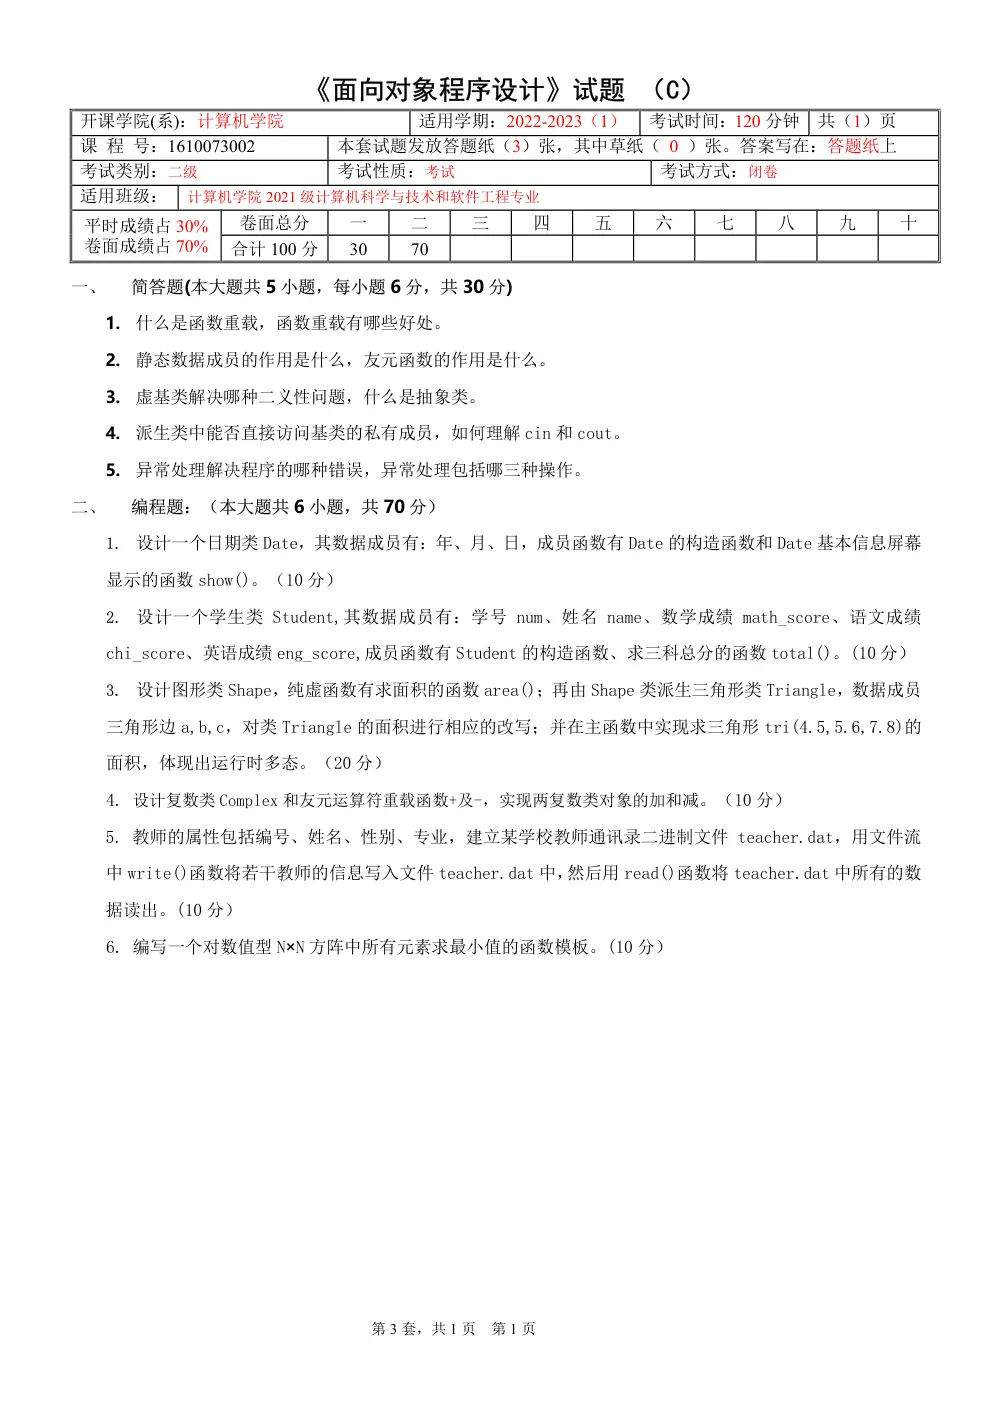 《面向对象程序设计》试题 （C）
开课学院(系)：计算机学院 适用学期：2022-2023（1） 考试时间：120 分钟 共（1）页
课 程 号：1610073002 本套试题发放答题纸（3）张，其中草纸（ 0 ）张。答案写在：答题纸上
考试类别：二级 考试性质：考试 考试方式：闭卷
适用班级： 计算机学院 2021 级计算机科学与技术和软件工程专业
平时成绩占 30% 卷面总分 一 二 三 四 五 六 七 八 九 十
卷面成绩占 70% 合计 100 分 30 70
一、 简答题(本大题共 5 小题，每小题 6 分，共 30 分)
1. 什么是函数重载，函数重载有哪些好处。
2. 静态数据成员的作用是什么，友元函数的作用是什么。
3. 虚基类解决哪种二义性问题，什么是抽象类。
4. 派生类中能否直接访问基类的私有成员，如何理解 cin 和 cout。
5. 异常处理解决程序的哪种错误，异常处理包括哪三种操作。
二、 编程题：（本大题共 6 小题，共 70 分）
1. 设计一个日期类 Date，其数据成员有：年、月、日，成员函数有 Date 的构造函数和 Date 基本信息屏幕
显示的函数 show()。（10 分）
2. 设计一个学生类 Student,其数据成员有：学号 num、姓名 name、数学成绩 math_score、语文成绩
chi_score、英语成绩 eng_score,成员函数有 Student 的构造函数、求三科总分的函数 total()。(10 分）
3. 设计图形类 Shape，纯虚函数有求面积的函数 area()；再由 Shape 类派生三角形类 Triangle，数据成员
三角形边 a,b,c，对类 Triangle 的面积进行相应的改写；并在主函数中实现求三角形 tri(4.5,5.6,7.8)的
面积，体现出运行时多态。（20 分）
4. 设计复数类 Complex 和友元运算符重载函数+及-，实现两复数类对象的加和减。（10 分）
5. 教师的属性包括编号、姓名、性别、专业，建立某学校教师通讯录二进制文件 teacher.dat，用文件流
中 write()函数将若干教师的信息写入文件 teacher.dat 中，然后用 read()函数将 teacher.dat 中所有的数
据读出。(10 分）
6. 编写一个对数值型 N×N 方阵中所有元素求最小值的函数模板。(10 分）
第 3 套，共 1 页 第 1 页